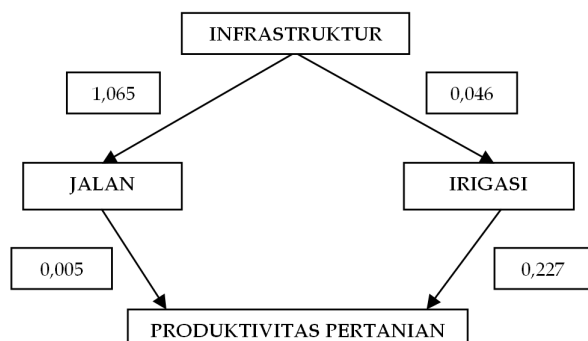 INFRASTRUKTUR
1,065
0,046
JALAN
IRIGASI
0,005
0,227
PRODUKTIVITAS PERTANIAN